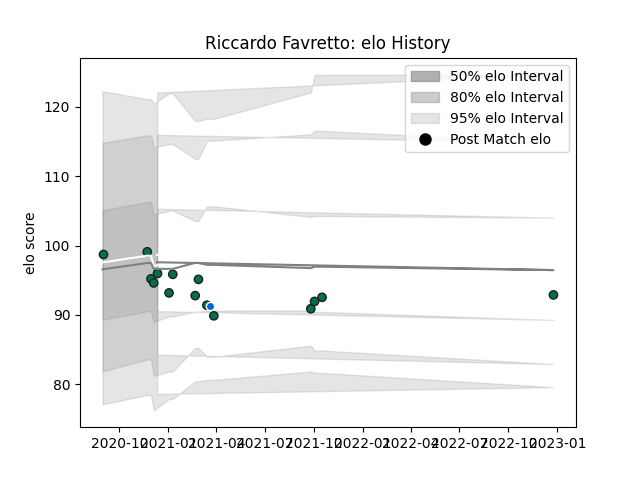 Riccardo Favretto: elo History
50% elo Interval
80% elo Interval
95% elo Interval
Post Match elo
elo score
120
110
100
90
80
2020-10 2021-01 2021-04 2021-07 2021-10 2022-01 2022-04 2022-07 2022-10 2023-01